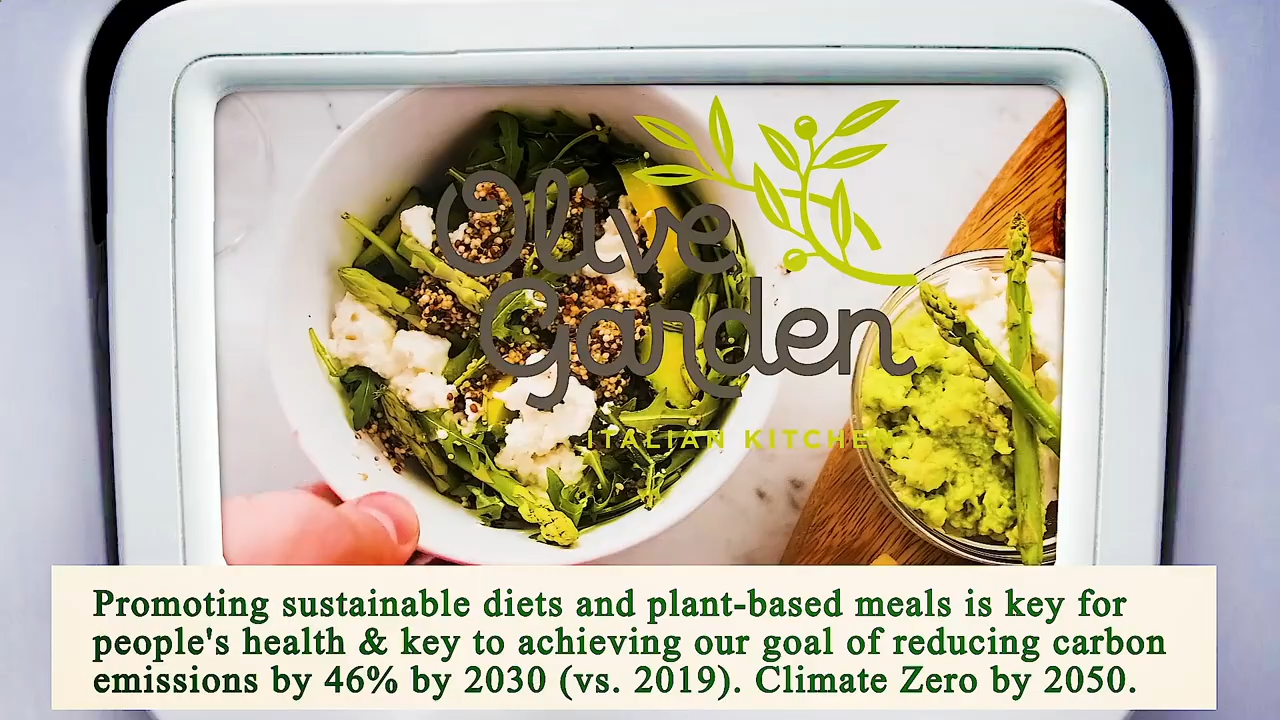 Olive
Garden
ITALIAN KITCHEN
Promoting sustainable diets and plant-based meals is key for
people's health & key to achieving our goal of reducing carbon
emissions by 46% by 2030 (vs. 2019). Climate Zero by 2050.